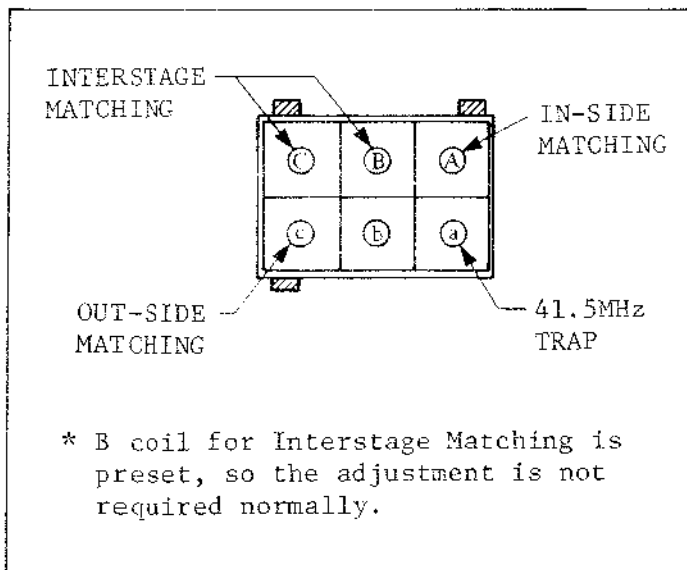 INTERSTAGE
MATCHING
IN-SIDE
MATCHING
C B A
c b a
OUT-SIDE
MATCHING
41.5MHz
TRAP
* B coil for Interstage Matching is
preset, so the adjustment is not
required normally.